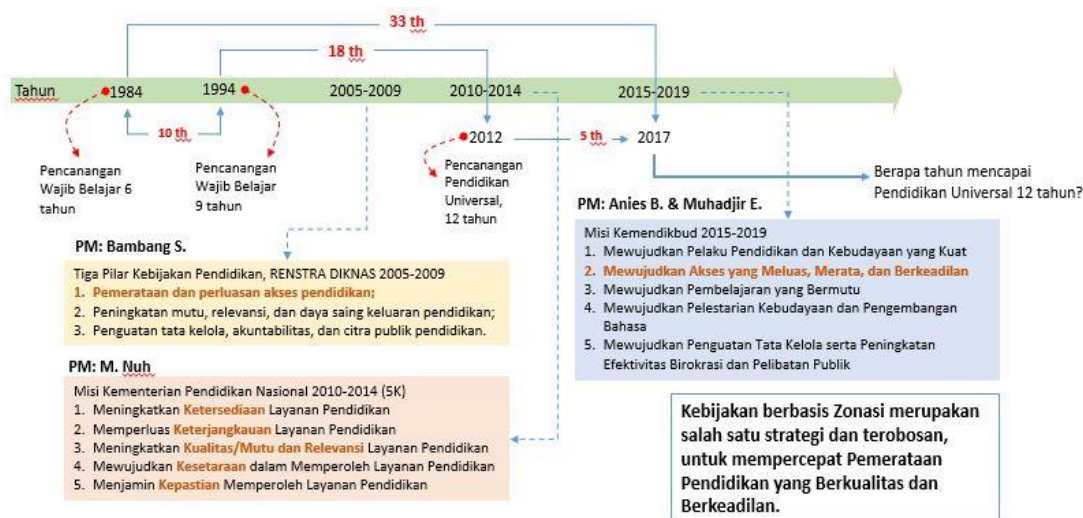 33 th
18 th
Tahun
1984
1994
2005-2009
2010-2014
2015-2019
10 th
2012
5 th
2017
Pencanangan
Wajib Belajar 6
tahun
Pencanangan
Wajib Belajar
9 tahun
Pencanangan
Pendidikan
Universal,
12 tahun
Berapa tahun mencapai
Pendidikan Universal 12 tahun?
PM: Bambang S.
Tiga Pilar Kebijakan Pendidikan, RENSTRA DIKNAS 2005-2009
1. Pemerataan dan perluasan akses pendidikan;
2. Peningkatan mutu, relevansi, dan daya saing keluaran pendidikan;
3. Penguatan tata kelola, akuntabilitas, dan citra publik pendidikan.
PM: M. Nuh
Misi Kementerian Pendidikan Nasional 2010-2014 (5K)
1. Meningkatkan Ketersediaan Layanan Pendidikan
2. Memperluas Keterjangkauan Layanan Pendidikan
3. Meningkatkan Kualitas/Mutu dan Relevansi Layanan Pendidikan
4. Mewujudkan Kesetaraan dalam Memperoleh Layanan Pendidikan
5. Menjamin Kepastian Memperoleh Layanan Pendidikan
PM: Anies B. & Muhadjir E.
Misi Kemendikbud 2015-2019
1. Mewujudkan Pelaku Pendidikan dan Kebudayaan yang Kuat
2. Mewujudkan Akses yang Meluas, Merata, dan Berkeadilan
3. Mewujudkan Pembelajaran yang Bermutu
4. Mewujudkan Pelestarian Kebudayaan dan Pengembangan
Bahasa
5. Mewujudkan Penguatan Tata Kelola serta Peningkatan
Efektivitas Birokrasi dan Pelibatan Publik
Kebijakan berbasis Zonasi merupakan
salah satu strategi dan terobosan,
untuk mempercepat Pemerataan
Pendidikan yang Berkualitas dan
Berkeadilan.